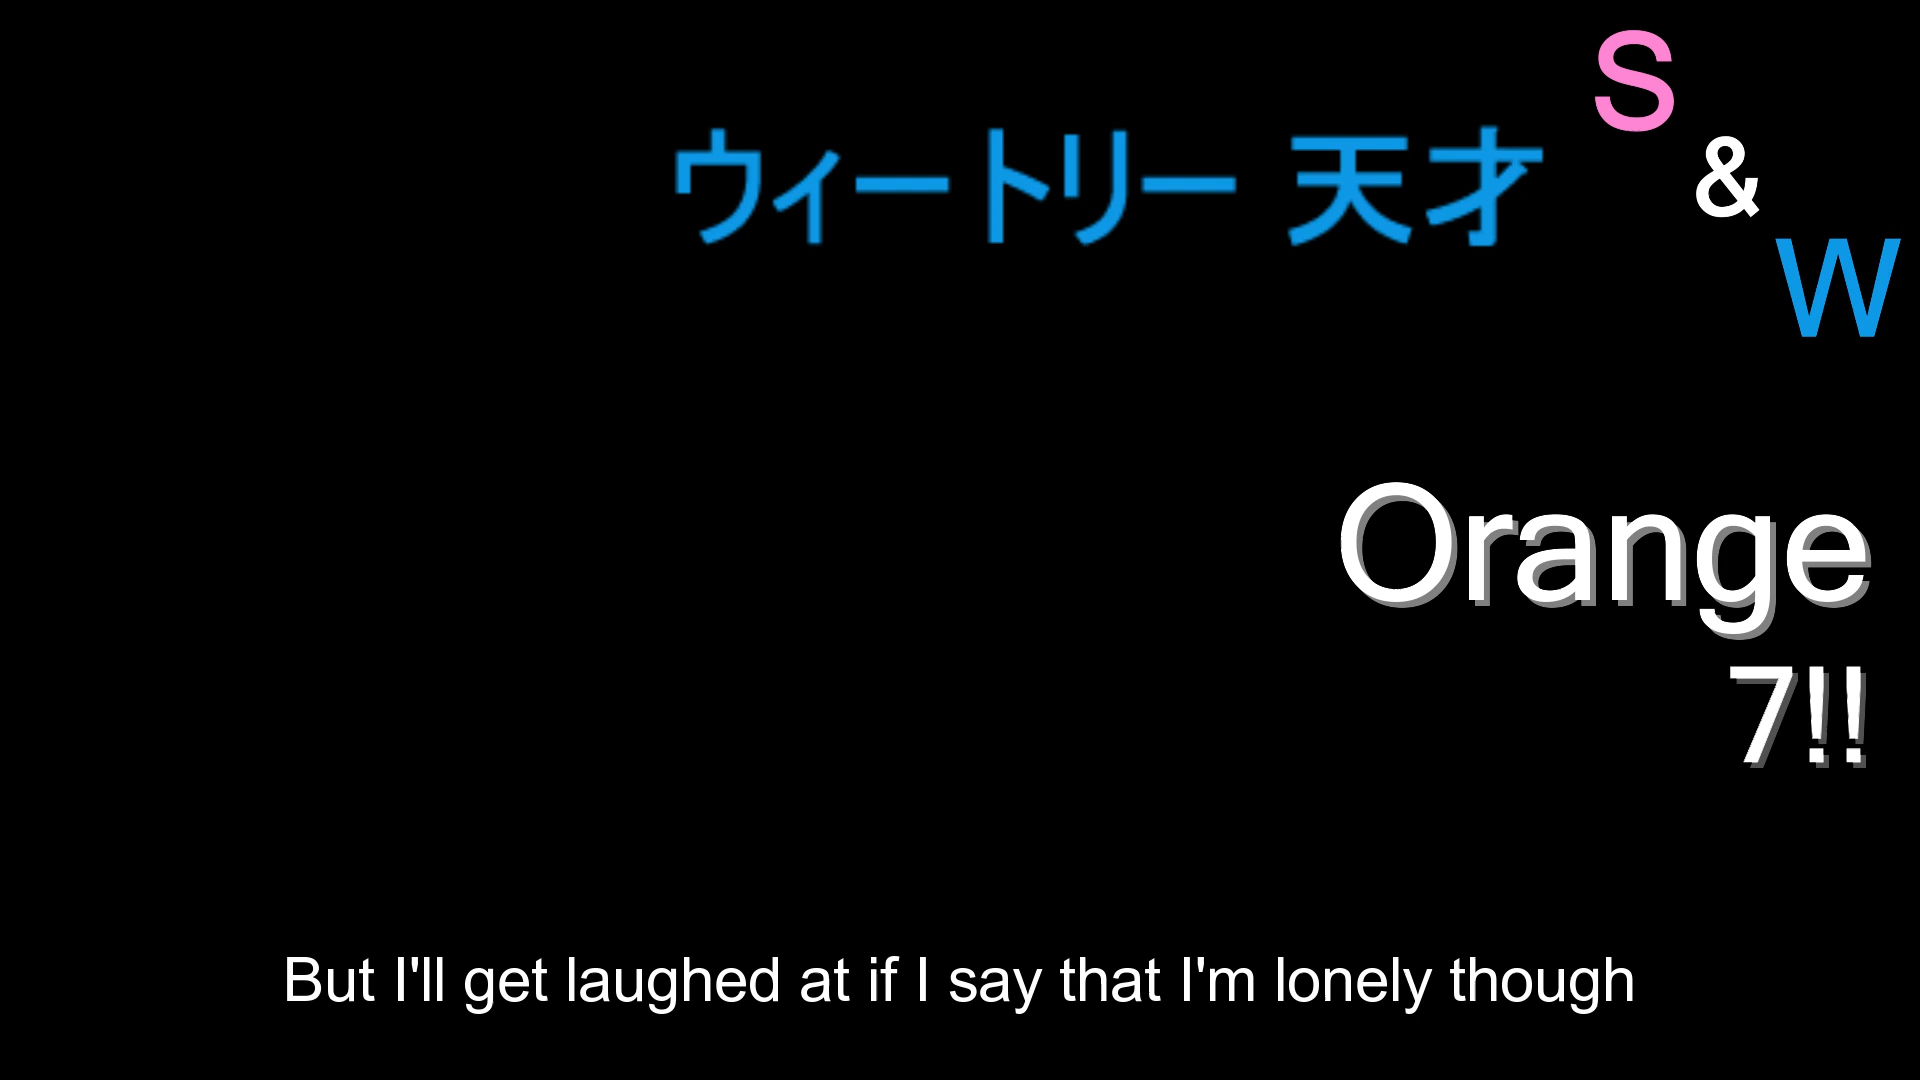 S
&
W
ウィートリー 天才
Orange
7!!
But I'll get laughed at if I say that I'm lonely though